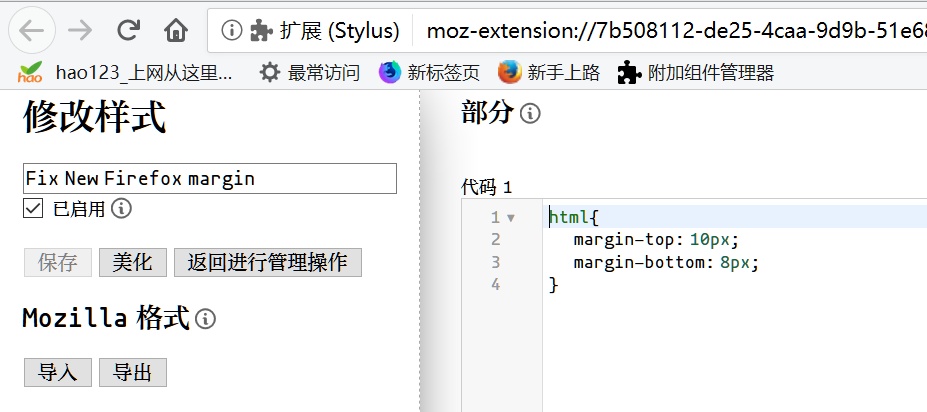 扩展 (Stylus) moz-extension://7b508112-de25-4caa-9d9b-51e68
hao hao123_上网从这里... 最常访问 新标签页 新手上路 附加组件管理器
修改样式
Fix New Firefox margin
已启用
保存 美化 返回进行管理操作
Mozilla 格式
导入 导出
部分
代码 1
1 html{
2 margin-top: 10px;
3 margin-bottom: 8px;
4 }